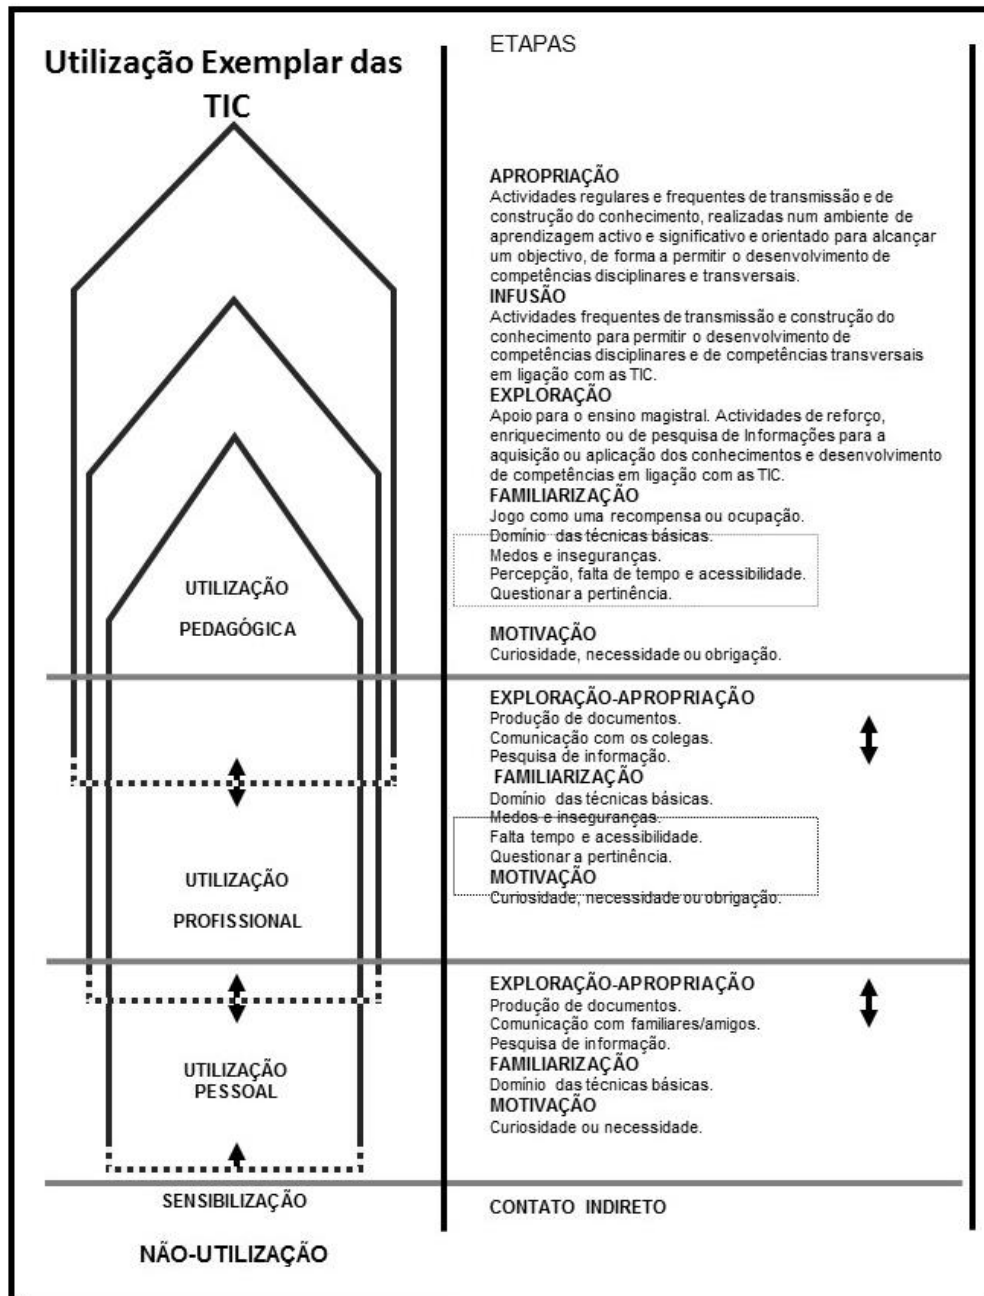 Utilização Exemplar das
TIC
ETAPAS
APROPRIAÇÃO
Actividades regulares e frequentes de transmissão e de
construção do conhecimento, realizadas num ambiente de
aprendizagem activo e significativo e orientado para alcançar
um objectivo, de forma a permitir o desenvolvimento de
competências disciplinares e transversais.
INFUSÃO
Actividades frequentes de transmissão e construção do
conhecimento para permitir o desenvolvimento de
competências disciplinares e de competências transversais
em ligação com as TIC.
EXPLORAÇÃO
Apoio para o ensino magistral. Actividades de reforço,
enriquecimento ou de pesquisa de Informações para a
aquisição ou aplicação dos conhecimentos e desenvolvimento
de competências em ligação com as TIC.
FAMILIARIZAÇÃO
Jogo como uma recompensa ou ocupação.
Domínio das técnicas básicas.
Medos e inseguranças.
Percepção, falta de tempo e acessibilidade.
Questionar a pertinência.
MOTIVAÇÃO
Curiosidade, necessidade ou obrigação.
UTILIZAÇÃO
PEDAGÓGICA
EXPLORAÇÃO-APROPRIAÇÃO
Produção de documentos.
Comunicação com os colegas.
Pesquisa de informação.
FAMILIARIZAÇÃO
Domínio das técnicas básicas.
Medos e inseguranças.
Falta tempo e acessibilidade.
Questionar a pertinência.
MOTIVAÇÃO
Curiosidade, necessidade ou obrigação.
UTILIZAÇÃO
PROFISSIONAL
EXPLORAÇÃO-APROPRIAÇÃO
Produção de documentos.
Comunicação com familiares/amigos.
Pesquisa de informação.
FAMILIARIZAÇÃO
Domínio das técnicas básicas.
MOTIVAÇÃO
Curiosidade ou necessidade.
UTILIZAÇÃO
PESSOAL
SENSIBILIZAÇÃO
CONTATO INDIRETO
NÃO-UTILIZAÇÃO